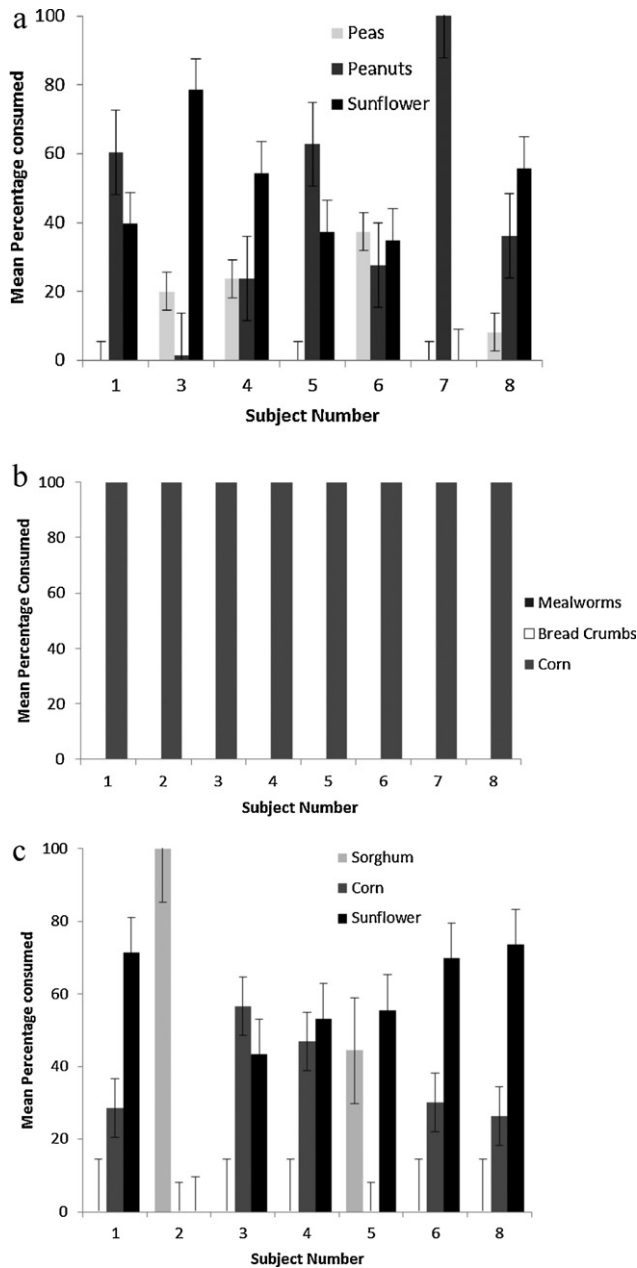 a
Mean Percentage consumed
100
80
60
40
20
0
Peas
Peanuts
Sunflower
1 3 4 5 6 7 8
Subject Number
b
Mean Percentage Consumed
100
80
60
40
20
0
Mealworms
Bread Crumbs
Corn
1 2 3 4 5 6 7 8
Subject Number
c
Mean Percentage consumed
100
80
60
40
20
0
Sorghum
Corn
Sunflower
1 2 3 4 5 6 8
Subject Number